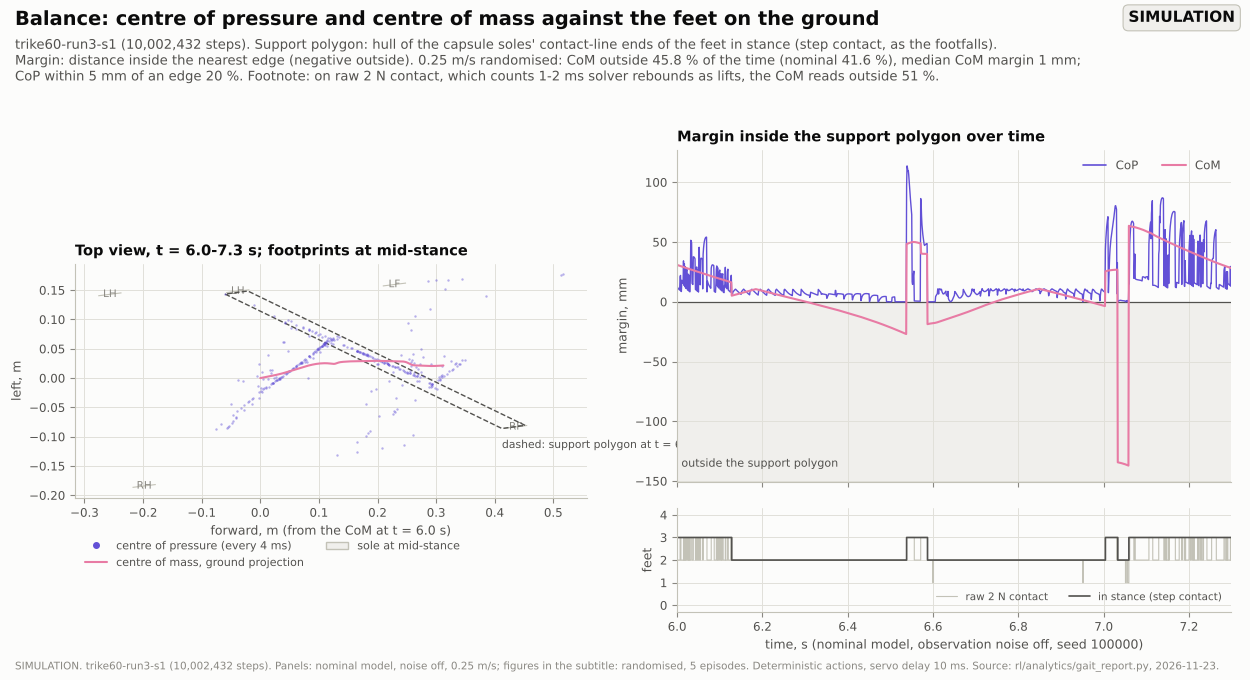 Balance: centre of pressure and centre of mass against the feet on the ground
SIMULATION
trike60-run3-s1 (10,002,432 steps). Support polygon: hull of the capsule soles' contact-line ends of the feet in stance (step contact, as the footfalls).
Margin: distance inside the nearest edge (negative outside). 0.25 m/s randomised: CoM outside 45.8 % of the time (nominal 41.6 %), median CoM margin 1 mm;
CoP within 5 mm of an edge 20 %. Footnote: on raw 2 N contact, which counts 1-2 ms solver rebounds as lifts, the CoM reads outside 51 %.
Top view, t = 6.0-7.3 s; footprints at mid-stance
left, m
0.15
0.10
0.05
0.00
−0.05
−0.10
−0.15
−0.20
LH
LH
LF
RH
dashed: support polygon at t =
−0.3
−0.2
−0.1
0.0
0.1
0.2
0.3
0.4
0.5
forward, m (from the CoM at t = 6.0 s)
centre of pressure (every 4 ms)
sole at mid-stance
centre of mass, ground projection
Margin inside the support polygon over time
CoP
CoM
margin, mm
100
50
0
−50
−100
−150
outside the support polygon
feet
4
3
2
1
0
raw 2 N contact
in stance (step contact)
6.0
6.2
6.4
6.6
6.8
7.0
7.2
time, s (nominal model, observation noise off, seed 100000)
SIMULATION. trike60-run3-s1 (10,002,432 steps). Panels: nominal model, noise off, 0.25 m/s; figures in the subtitle: randomised, 5 episodes. Deterministic actions, servo delay 10 ms. Source: rl/analytics/gait_report.py, 2026-11-23.